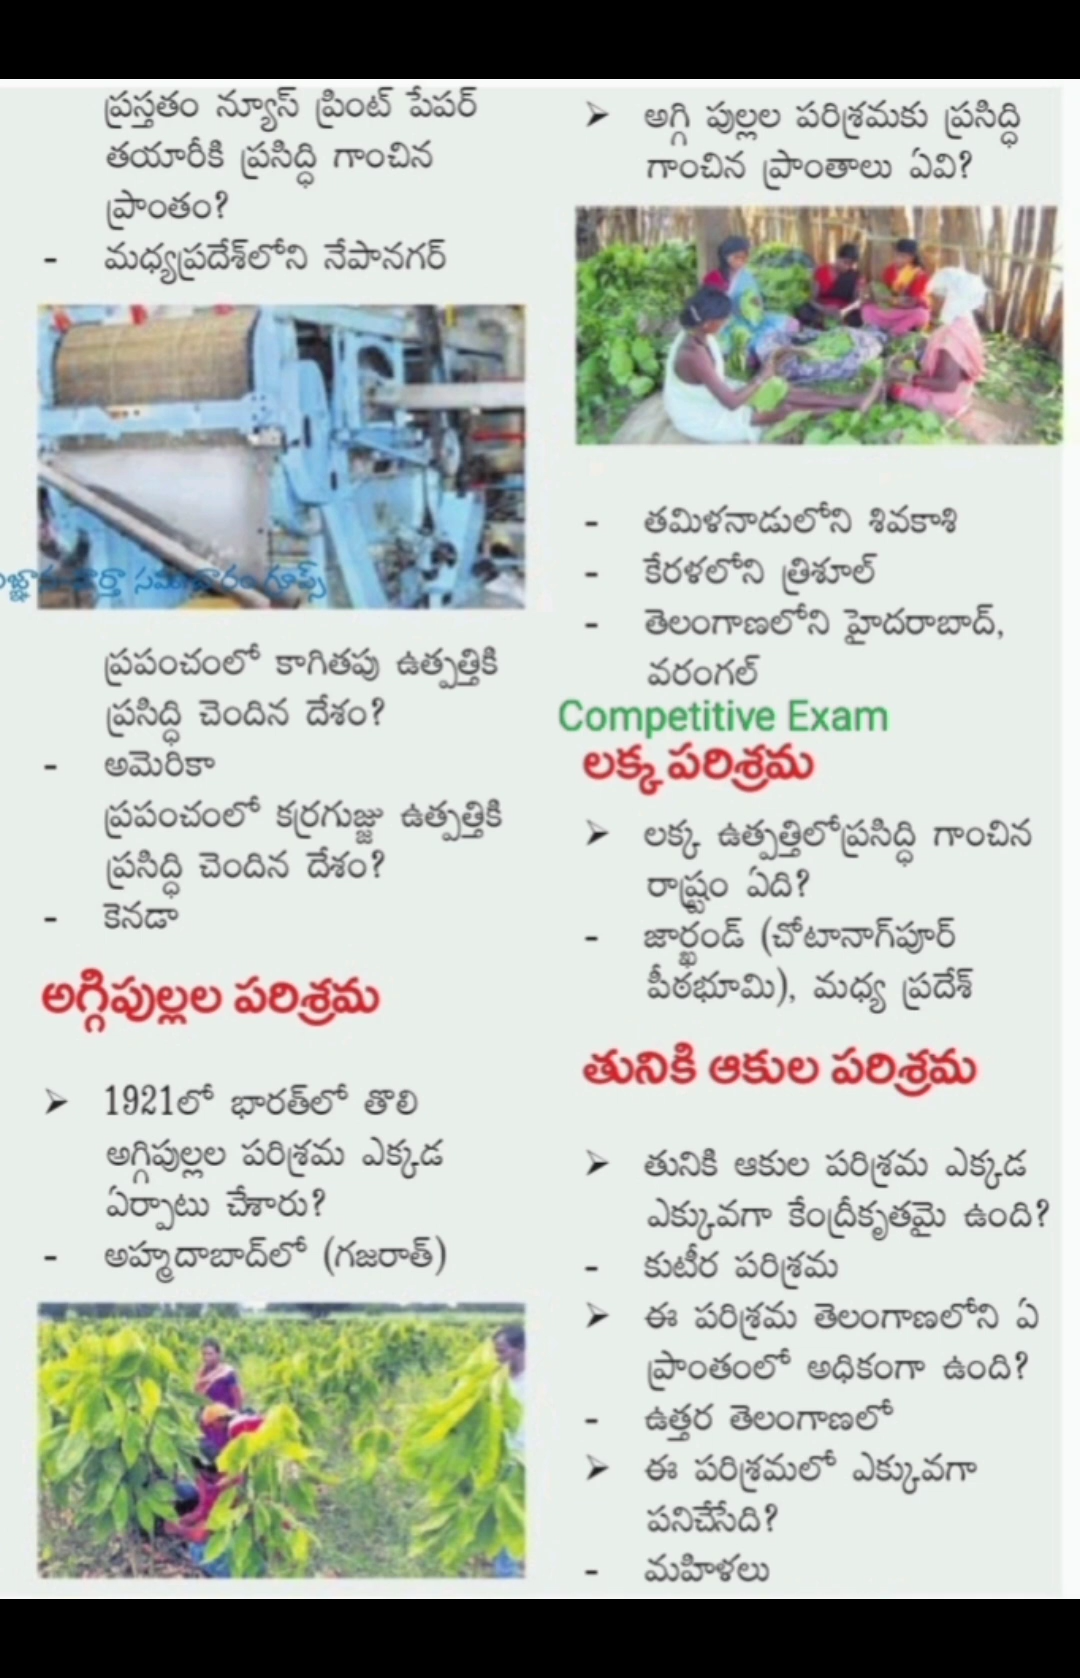 ప్రస్తతం న్యూస్ ప్రింట్ పేపర్
తయారీకి ప్రసిద్ధి గాంచిన
ప్రాంతం?
- మధ్యప్రదేశ్‌లోని నేపానగర్
ప్రపంచంలో కాగితపు ఉత్పత్తికి
ప్రసిద్ధి చెందిన దేశం?
- అమెరికా
ప్రపంచంలో కర్రగుజ్జు ఉత్పత్తికి
ప్రసిద్ధి చెందిన దేశం?
- కెనడా
అగ్గిపుల్లల పరిశ్రమ
➢ 1921లో భారత్‌లో తొలి
అగ్గిపుల్లల పరిశ్రమ ఎక్కడ
ఏర్పాటు చేశారు?
- అహ్మదాబాద్‌లో (గజరాత్)
➢ అగ్గి పుల్లల పరిశ్రమకు ప్రసిద్ధి
గాంచిన ప్రాంతాలు ఏవి?
- తమిళనాడులోని శివకాశి
- కేరళలోని త్రిశూల్
- తెలంగాణలోని హైదరాబాద్,
వరంగల్
Competitive Exam
లక్క పరిశ్రమ
➢ లక్క ఉత్పత్తిలోప్రసిద్ధి గాంచిన
రాష్ట్రం ఏది?
- జార్ఖండ్ (చోటానాగ్‌పూర్
పీఠభూమి), మధ్య ప్రదేశ్
తునికి ఆకుల పరిశ్రమ
➢ తునికి ఆకుల పరిశ్రమ ఎక్కడ
ఎక్కువగా కేంద్రీకృతమై ఉంది?
- కుటీర పరిశ్రమ
➢ ఈ పరిశ్రమ తెలంగాణలోని ఏ
ప్రాంతంలో అధికంగా ఉంది?
- ఉత్తర తెలంగాణలో
➢ ఈ పరిశ్రమలో ఎక్కువగా
పనిచేసేది?
- మహిళలు